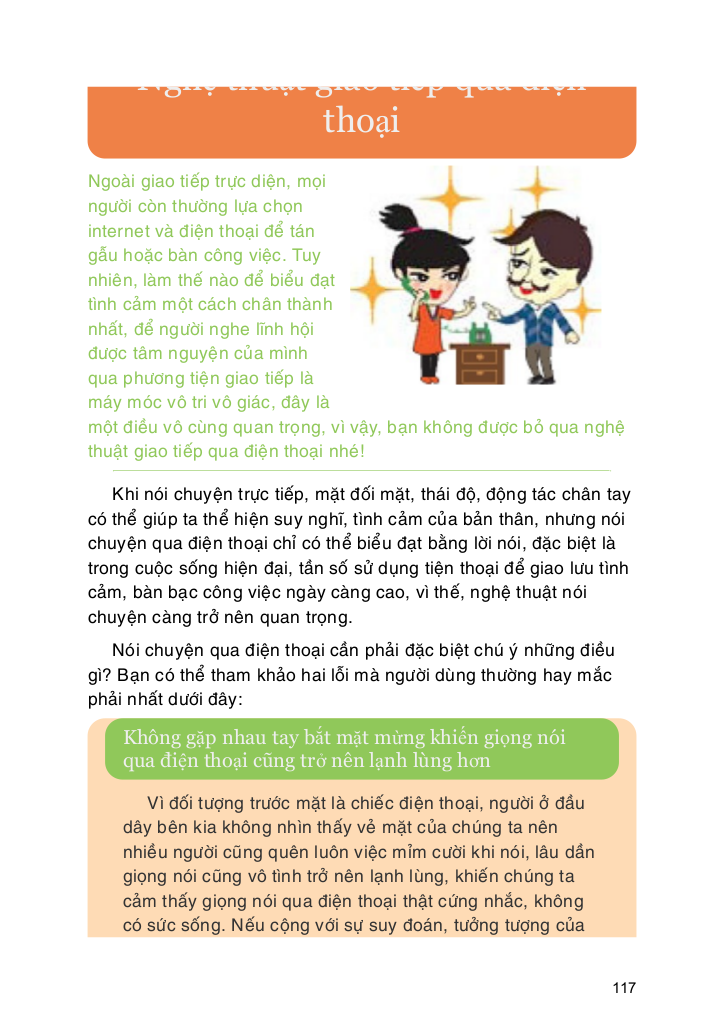 Nghệ thuật giao tiếp qua điện
thoại
Ngoài giao tiếp trực diện, mọi
người còn thường lựa chọn
internet và điện thoại để tán
gẫu hoặc bàn công việc. Tuy
nhiên, làm thế nào để biểu đạt
tình cảm một cách chân thành
nhất, để người nghe lĩnh hội
được tâm nguyện của mình
qua phương tiện giao tiếp là
máy móc vô tri vô giác, đây là
một điều vô cùng quan trọng, vì vậy, bạn không được bỏ qua nghệ
thuật giao tiếp qua điện thoại nhé!
Khi nói chuyện trực tiếp, mặt đối mặt, thái độ, động tác chân tay
có thể giúp ta thể hiện suy nghĩ, tình cảm của bản thân, nhưng nói
chuyện qua điện thoại chỉ có thể biểu đạt bằng lời nói, đặc biệt là
trong cuộc sống hiện đại, tần số sử dụng tiện thoại để giao lưu tình
cảm, bàn bạc công việc ngày càng cao, vì thế, nghệ thuật nói
chuyện càng trở nên quan trọng.
Nói chuyện qua điện thoại cần phải đặc biệt chú ý những điều
gì? Bạn có thể tham khảo hai lỗi mà người dùng thường hay mắc
phải nhất dưới đây:
Không gặp nhau tay bắt mặt mừng khiến giọng nói
qua điện thoại cũng trở nên lạnh lùng hơn
Vì đối tượng trước mặt là chiếc điện thoại, người ở đầu
dây bên kia không nhìn thấy vẻ mặt của chúng ta nên
nhiều người cũng quên luôn việc mỉm cười khi nói, lâu dần
giọng nói cũng vô tình trở nên lạnh lùng, khiến chúng ta
cảm thấy giọng nói qua điện thoại thật cứng nhắc, không
có sức sống. Nếu cộng với sự suy đoán, tưởng tượng của
117